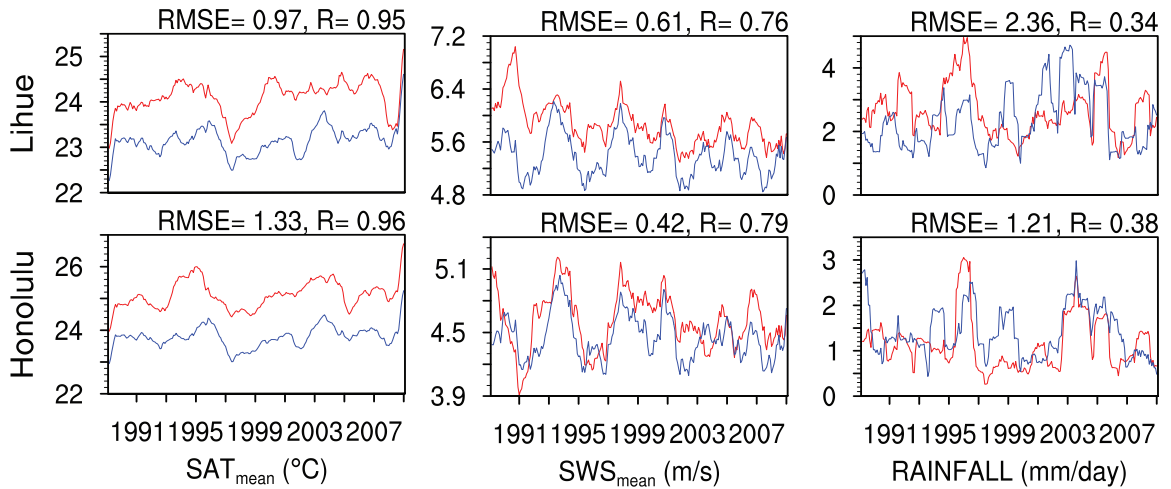 RMSE= 0.97, R= 0.95
RMSE= 0.61, R= 0.76
RMSE= 2.36, R= 0.34
Lihue
25
24
23
22
7.2
6.4
5.6
4.8
4
2
0
RMSE= 1.33, R= 0.96
RMSE= 0.42, R= 0.79
RMSE= 1.21, R= 0.38
Honolulu
26
24
22
5.1
4.5
3.9
3
2
1
0
1991 1995 1999 2003 2007
1991 1995 1999 2003 2007
1991 1995 1999 2003 2007
SATmean (°C)
SWSmean (m/s)
RAINFALL (mm/day)